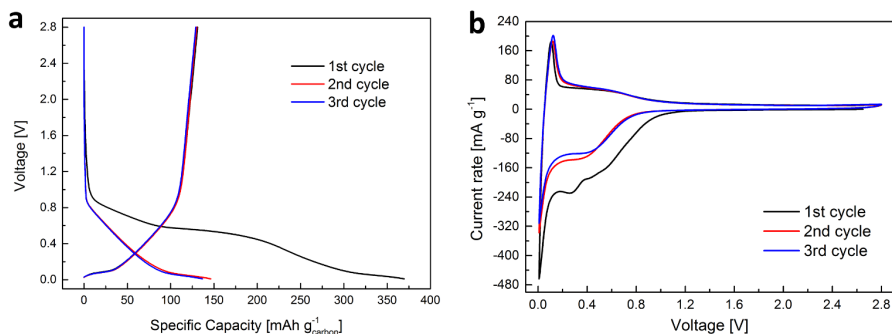 a
2.8
2.4
2.0
1.6
1.2
0.8
0.4
0.0
Voltage [V]
1st cycle
2nd cycle
3rd cycle
0 50 100 150 200 250 300 350 400
Specific Capacity [mAh g⁻¹carbon]
b
240
160
80
0
-80
-160
-240
-320
-400
-480
Current rate [mA g⁻¹]
1st cycle
2nd cycle
3rd cycle
0.0 0.4 0.8 1.2 1.6 2.0 2.4 2.8
Voltage [V]